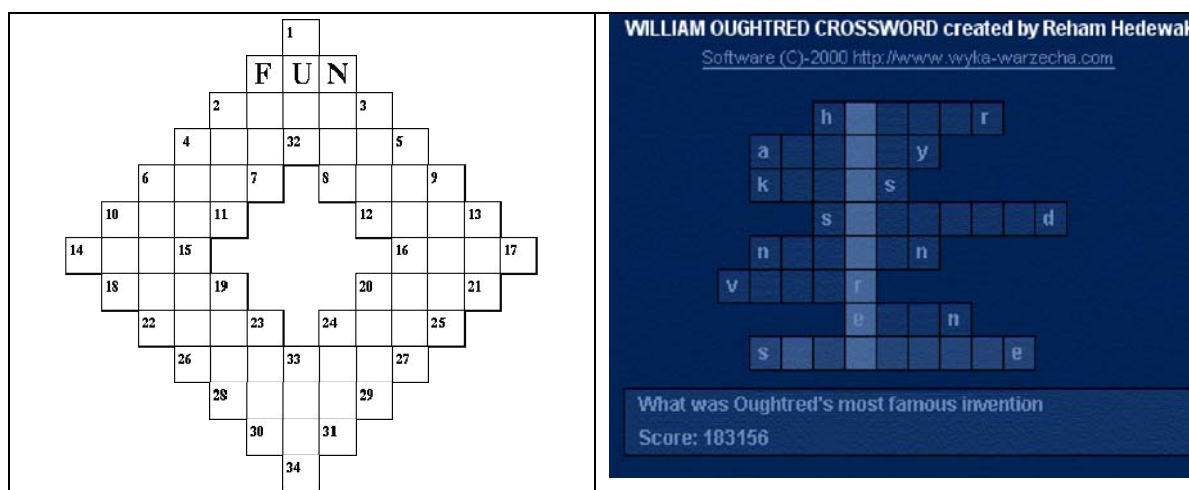 1
F U N
2 3
4 32 5
6 7 8 9
10 11 12 13
14 15 16 17
18 19 20 21
22 23 24 25
26 33 27
28 29
30 31
34
WILLIAM OUGHTRED CROSSWORD created by Reham Hedewak
Software (C)-2000 http://www.wyka-warzecha.com
h r
a y
k s
s d
n n
v r
e n
s e
What was Oughtred's most famous invention
Score: 183156